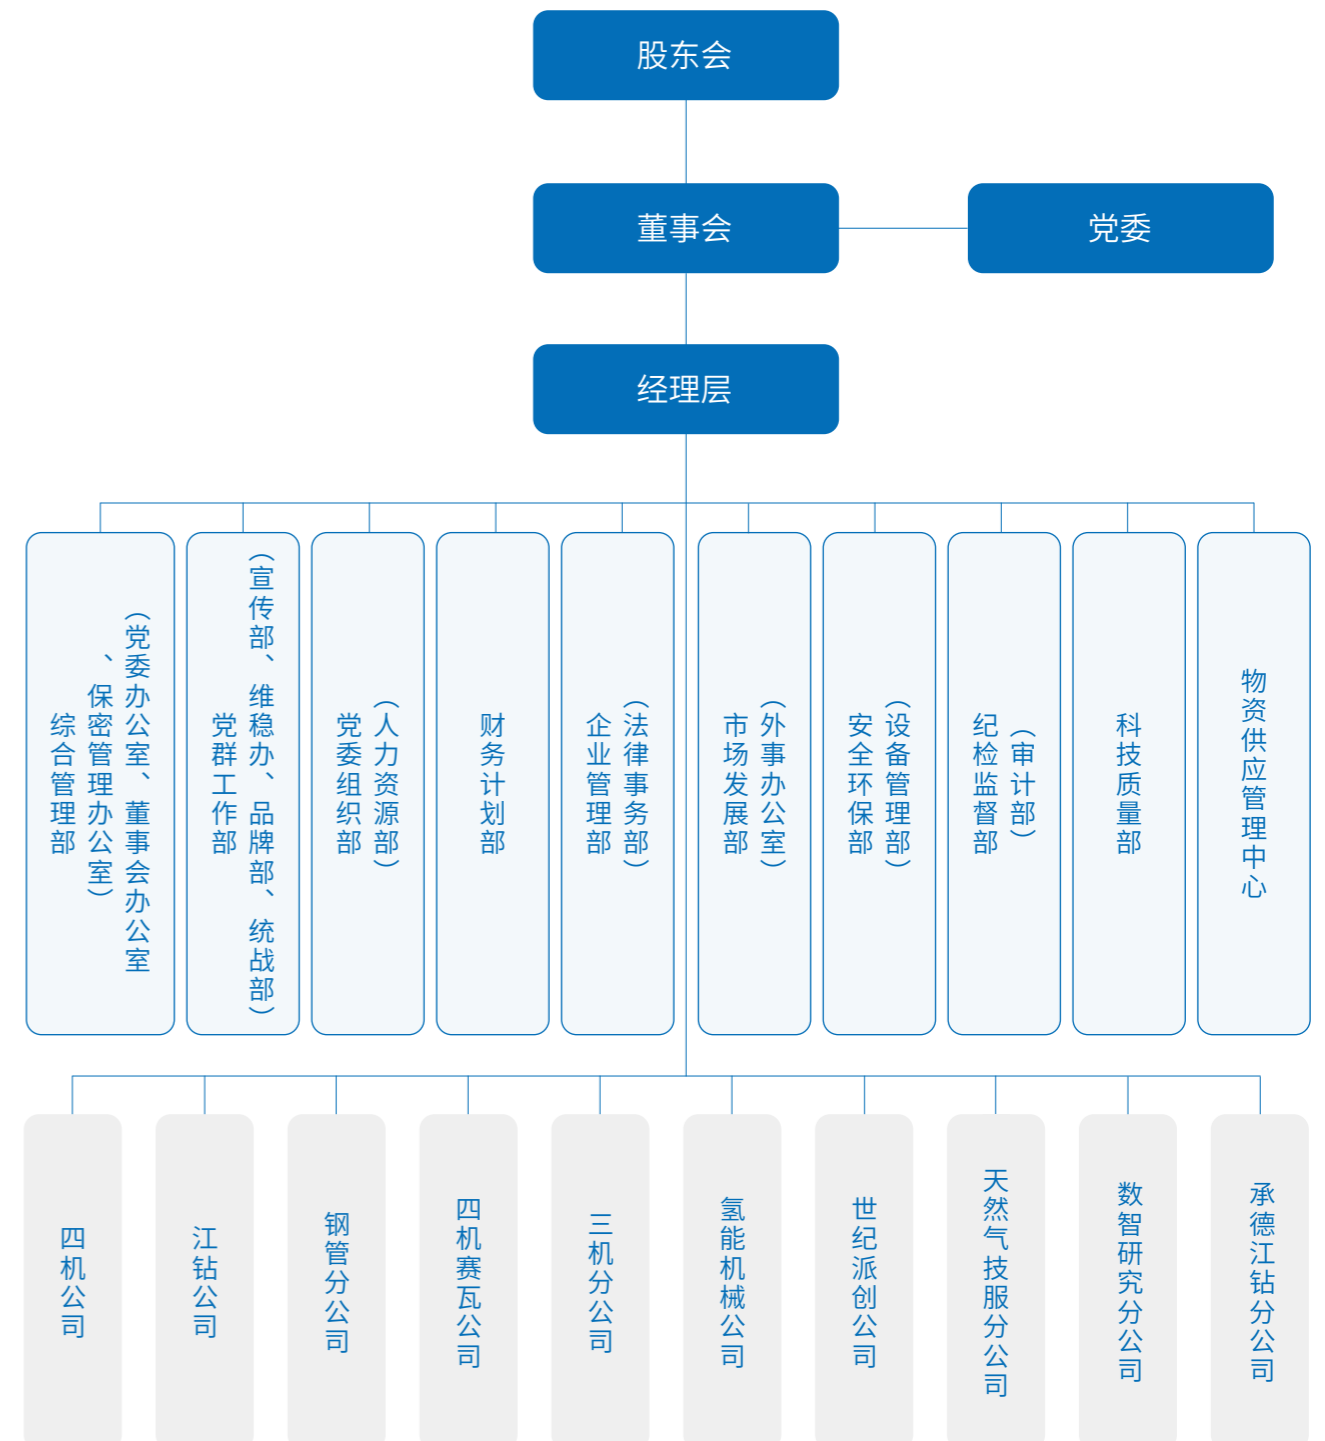 股东会
董事会
党委
经理层
综合管理部
（党委办公室、董事会办公室
、保密管理办公室）
党群工作部
（宣传部、维稳办、品牌部、统战部）
党委组织部
（人力资源部）
财务计划部
企业管理部
（法律事务部）
市场发展部
（外事办公室）
安全环保部
（设备管理部）
纪检监督部
（审计部）
科技质量部
物资供应管理中心
四机公司
江钻公司
钢管分公司
四机赛瓦公司
三机分公司
氢能机械公司
世纪派创公司
天然气技服分公司
数智研究分公司
承德江钻分公司